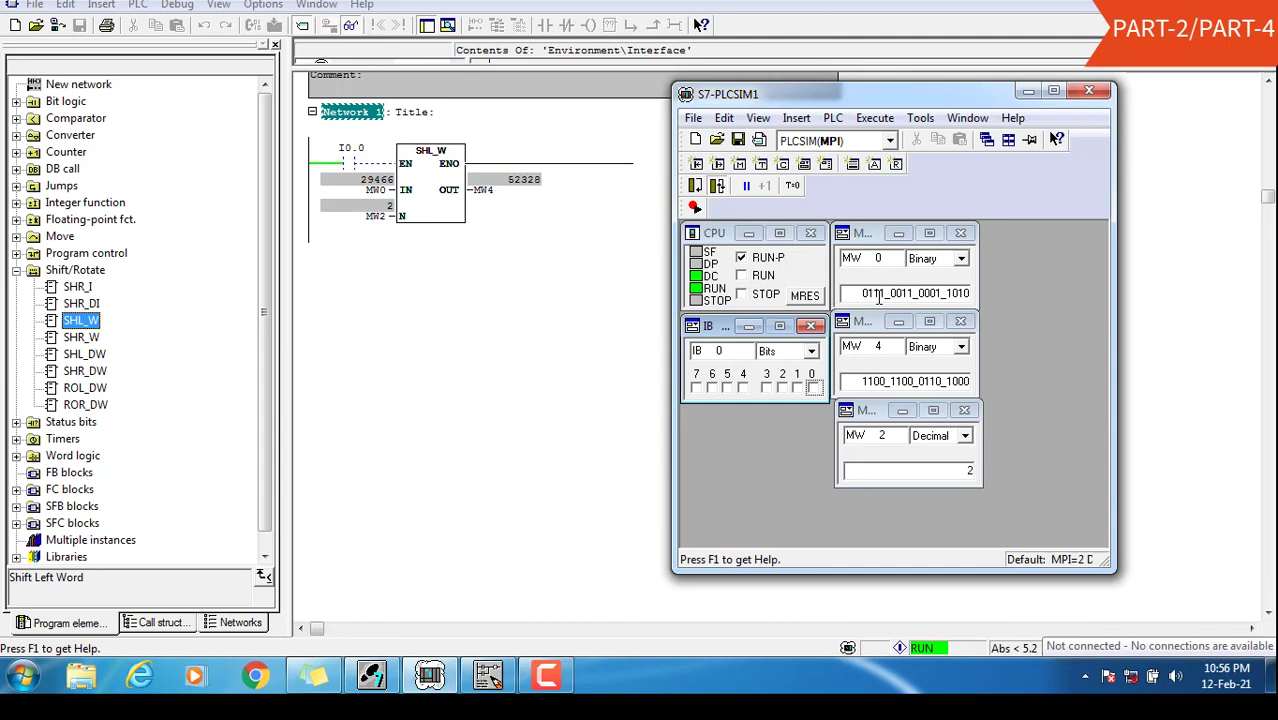 File Edit Insert PLC Debug View Options Window Help
PART-2/PART-4
Contents Of: 'Environment\Interface'
New network
Bit logic
Comparator
Converter
Counter
DB call
Jumps
Integer function
Floating-point fct.
Move
Program control
Shift/Rotate
SHR_I
SHR_DI
SHL_W
SHR_W
SHL_DW
SHR_DW
ROL_DW
ROR_DW
Status bits
Timers
Word logic
FB blocks
FC blocks
SFB blocks
SFC blocks
Multiple instances
Libraries
Shift Left Word
Program eleme...
Call struct...
Networks
Press F1 to get Help.
Comment:
Network 1: Title:
I0.0
SHL_W
EN ENO
29466
52328
MW0 IN OUT MW4
2
MW2 N
S7-PLCSIM1
File Edit View Insert PLC Execute Tools Window Help
PLCSIM(MPI)
+1 T=0
CPU
SF
DP
DC
RUN
STOP
RUN-P
RUN
STOP
MRES
M...
MW 0 Binary
0111_0011_0001_1010
IB ...
IB 0 Bits
7 6 5 4 3 2 1 0
M...
MW 4 Binary
1100_1100_0110_1000
M...
MW 2 Decimal
2
Press F1 to get Help.
Default: MPI=2 D
RUN
Abs < 5.2
Not connected - No connections are available
10:56 PM
12-Feb-21